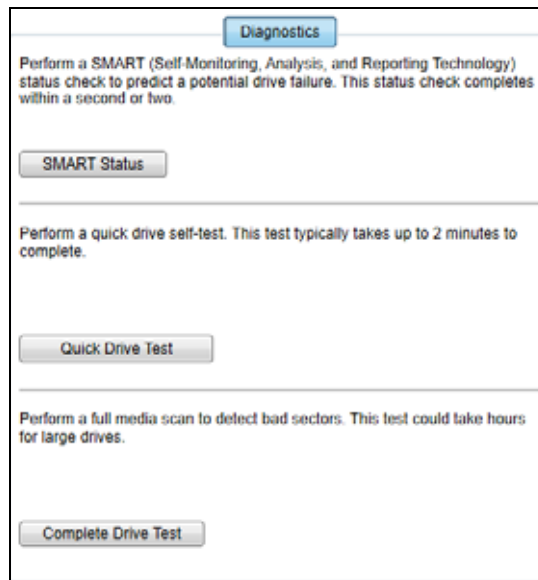 Diagnostics
Perform a SMART (Self-Monitoring, Analysis, and Reporting Technology)
status check to predict a potential drive failure. This status check completes
within a second or two.
SMART Status
Perform a quick drive self-test. This test typically takes up to 2 minutes to
complete.
Quick Drive Test
Perform a full media scan to detect bad sectors. This test could take hours
for large drives.
Complete Drive Test